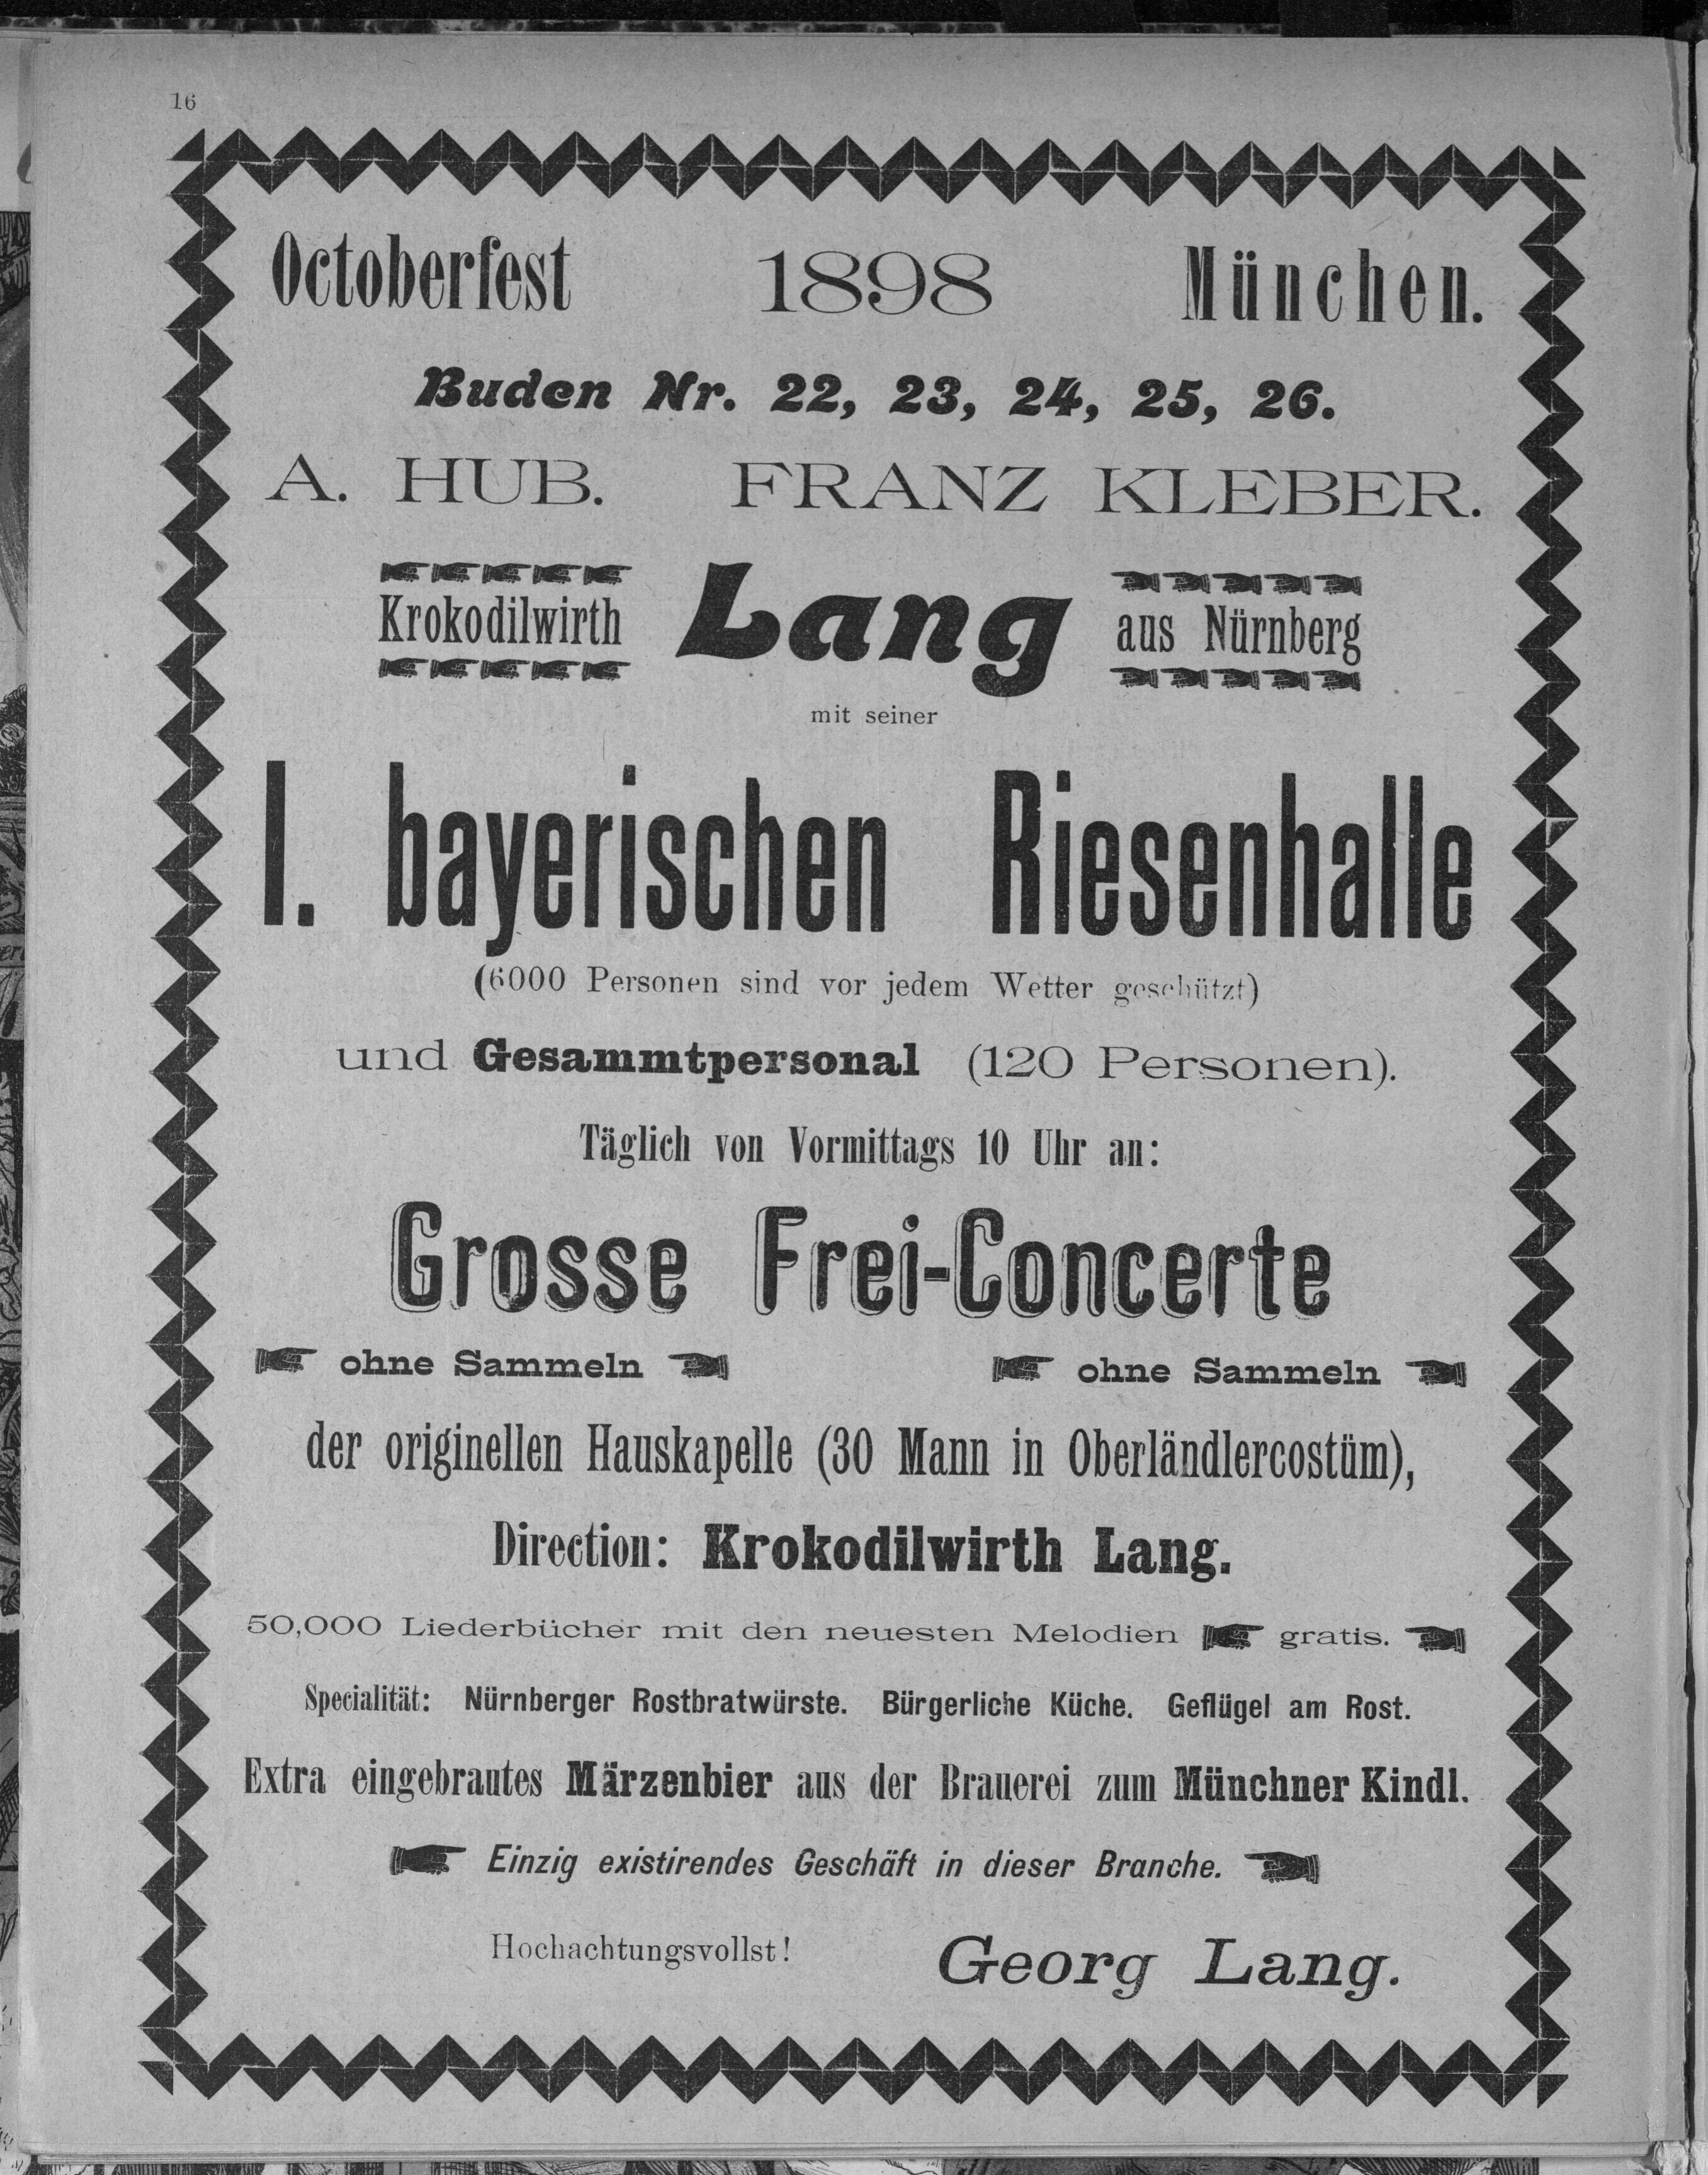 16
Octoberfest 1898 München.
Buden Nr. 22, 23, 24, 25, 26.
A. HUB. FRANZ KLEBER.
Krokodilwirth Lang aus Nürnberg
mit seiner
I. bayerischen Riesenhalle
(6000 Personen sind vor jedem Wetter geschützt)
und Gesammtpersonal (120 Personen).
Täglich von Vormittags 10 Uhr an:
Grosse Frei-Concerte
ohne Sammeln ohne Sammeln
der originellen Hauskapelle (30 Mann in Oberländlercostüm),
Direction: Krokodilwirth Lang.
50,000 Liederbücher mit den neuesten Melodien gratis.
Specialität: Nürnberger Rostbratwürste. Bürgerliche Küche. Geflügel am Rost.
Extra eingebrautes Märzenbier aus der Brauerei zum Münchner Kindl.
Einzig existirendes Geschäft in dieser Branche.
Hochachtungsvollst! Georg Lang.